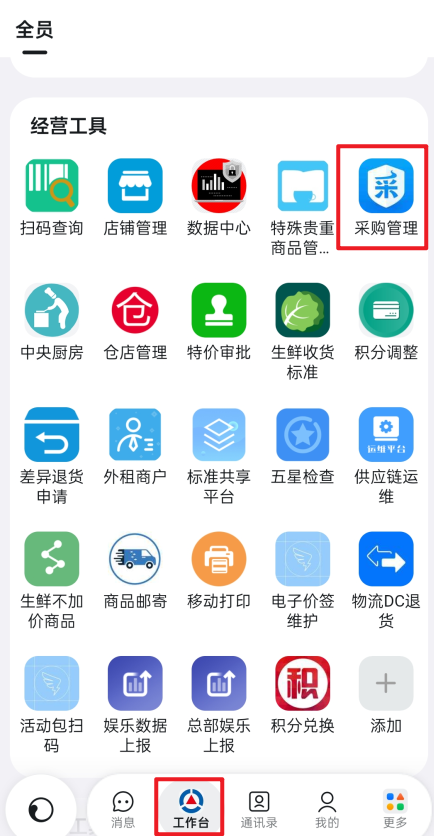 全员
经营工具
扫码查询 店铺管理 数据中心 特殊贵重 采 采购管理
商品管...
仓
中央厨房 仓店管理 特价审批 生鲜收货 积分调整
标准
运维平台
差异退货 外租商户 标准共享 五星检查 供应链运
申请 平台 维
生鲜不加 商品邮寄 移动打印 电子价签 物流DC退
价商品 维护 货
积
活动包扫 娱乐数据 总部娱乐 积分兑换 添加
码 上报 上报
消息 工作台 通讯录 我的 更多